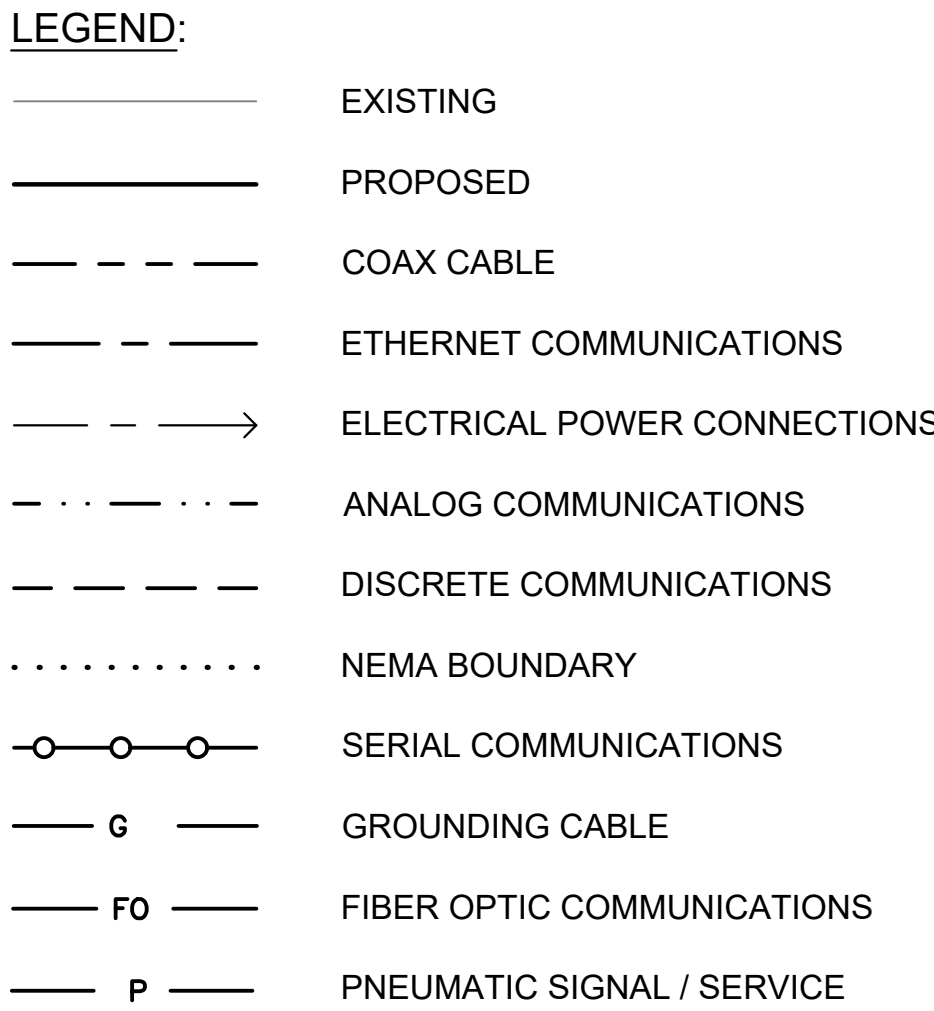 LEGEND:
EXISTING
PROPOSED
COAX CABLE
ETHERNET COMMUNICATIONS
ELECTRICAL POWER CONNECTIONS
ANALOG COMMUNICATIONS
DISCRETE COMMUNICATIONS
NEMA BOUNDARY
SERIAL COMMUNICATIONS
G GROUNDING CABLE
FO FIBER OPTIC COMMUNICATIONS
P PNEUMATIC SIGNAL / SERVICE